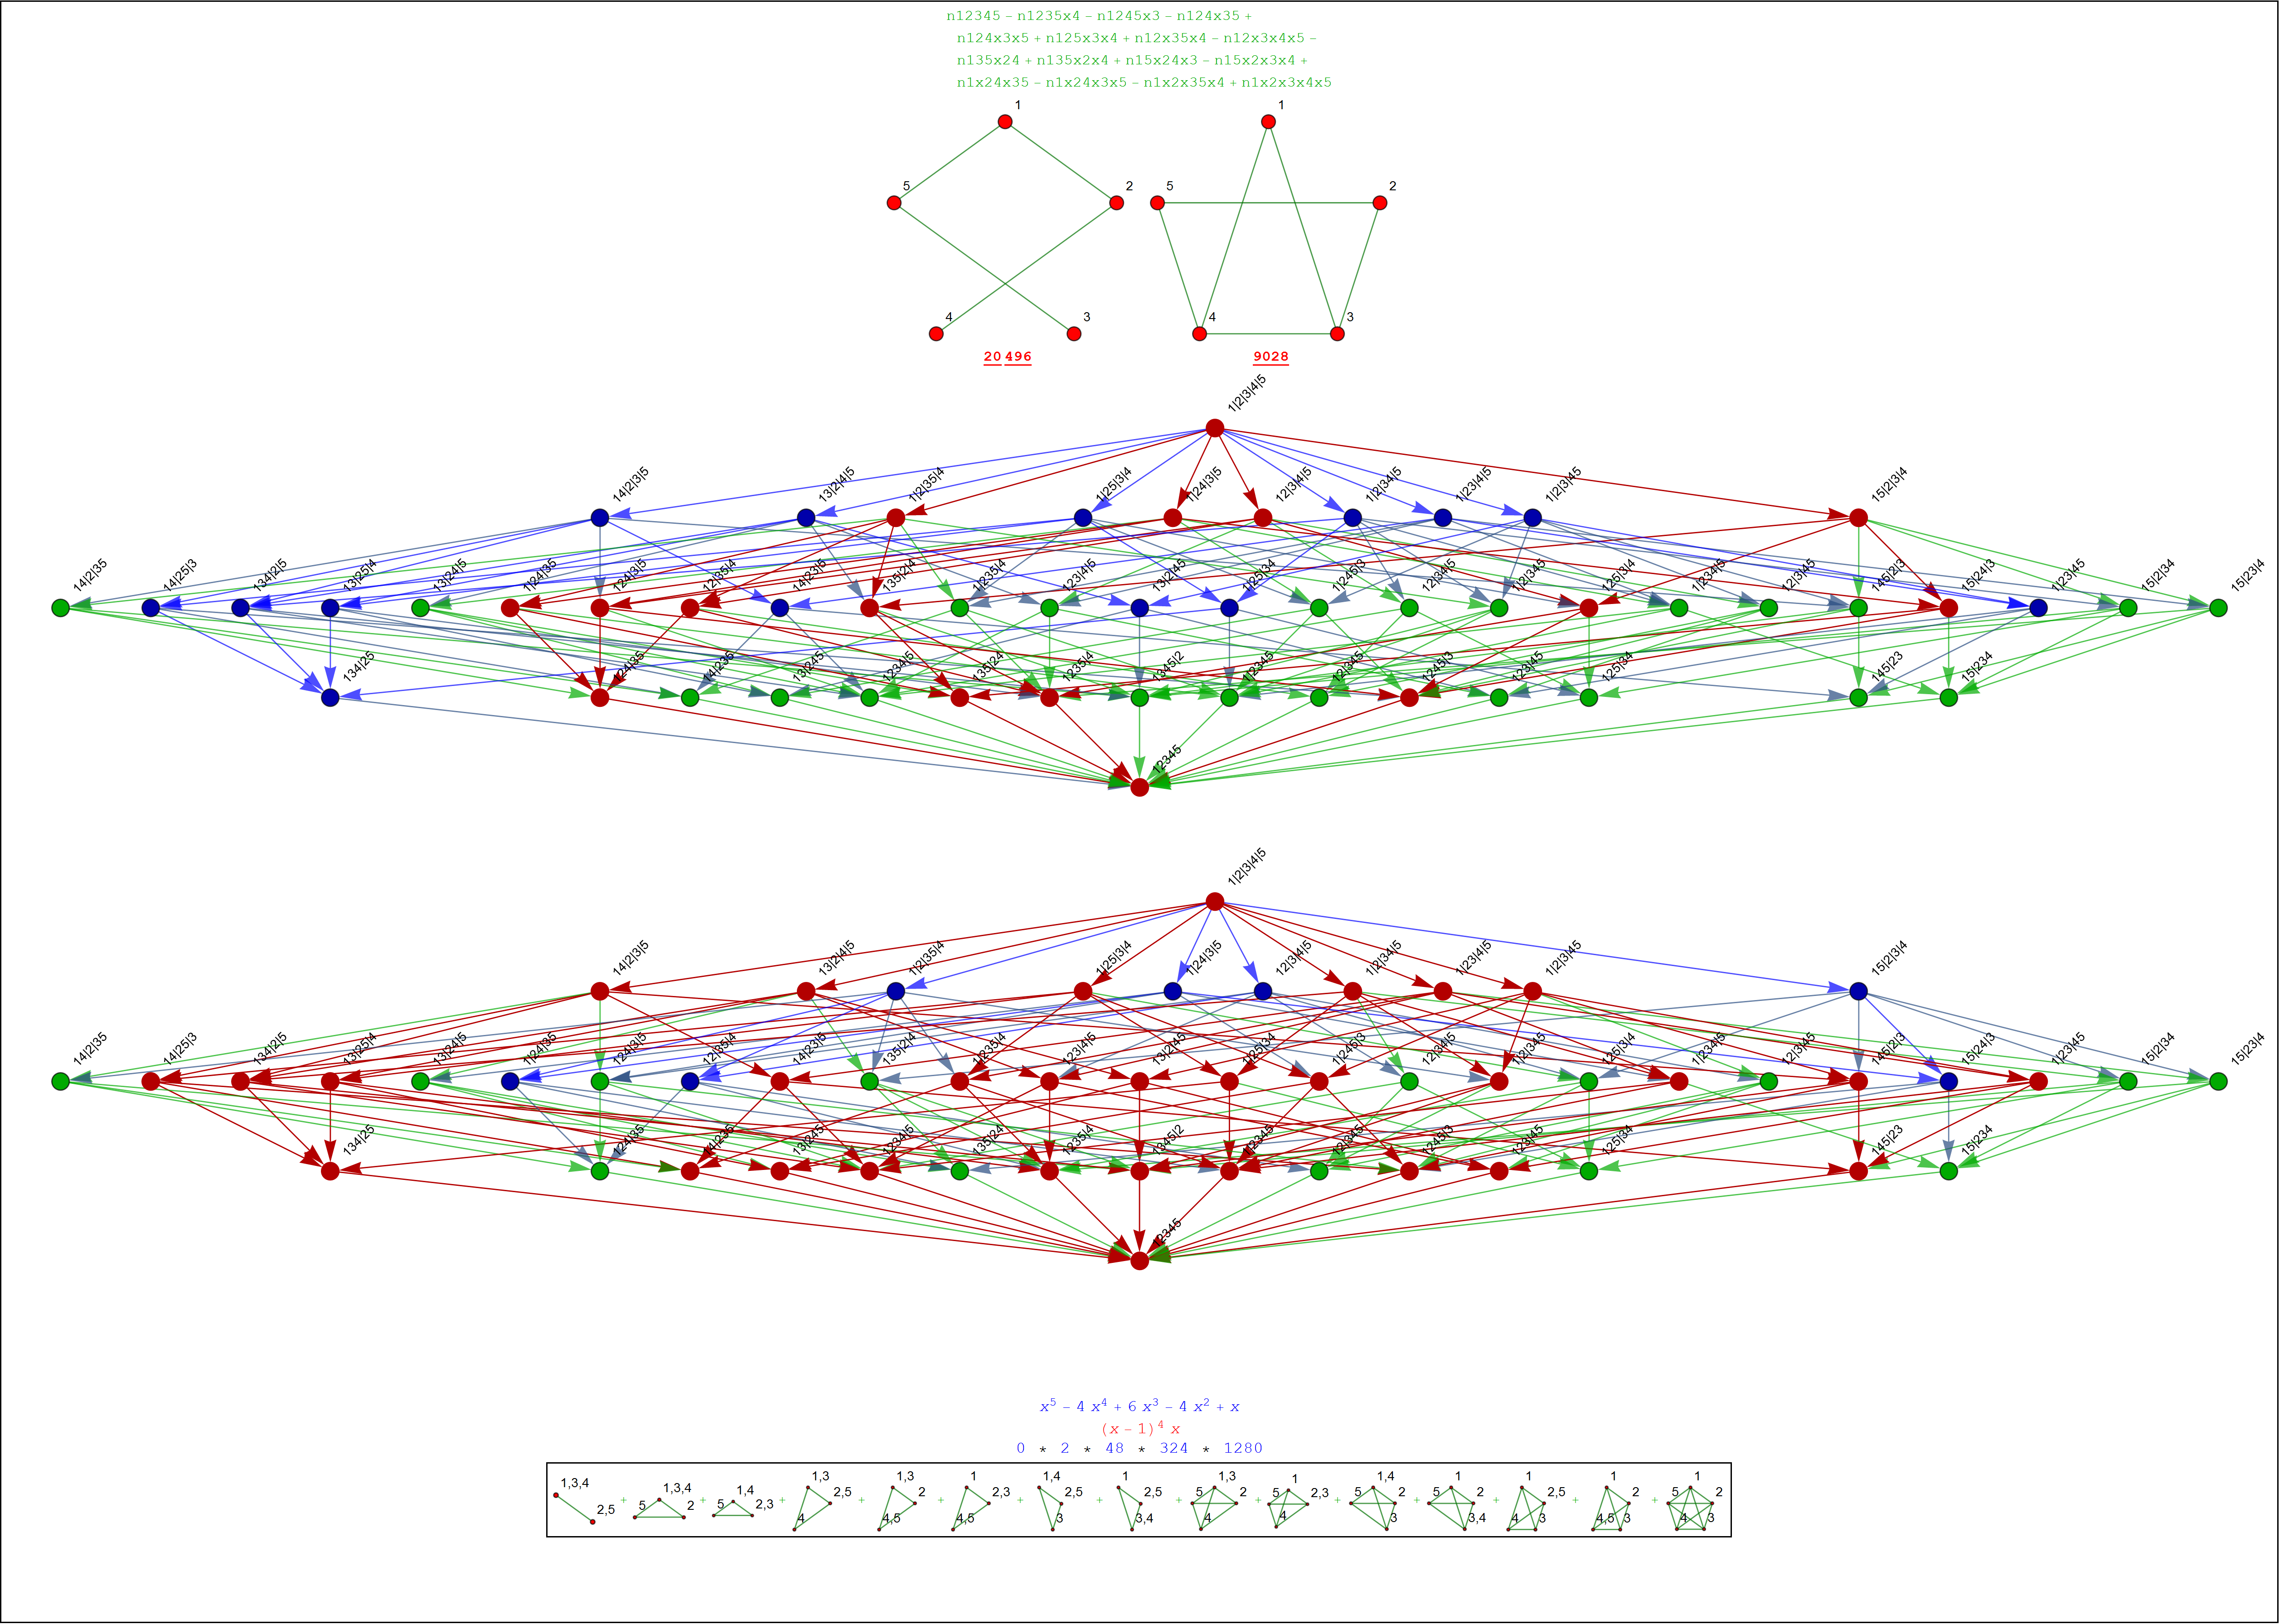 n12345 − n1235x4 − n1245x3 − n124x35 +
n124x3x5 + n125x3x4 + n12x35x4 − n12x3x4x5 −
n135x24 + n135x2x4 + n15x24x3 − n15x2x3x4 +
n1x24x35 − n1x24x3x5 − n1x2x35x4 + n1x2x3x4x5
1 1
5 2 5 2
4 3 4 3
20 496 9028
1|2|3|4|5
14|2|3|5 13|2|4|5 1|2|35|4 1|25|3|4 1|24|3|5 12|3|4|5 1|2|34|5 1|23|4|5 1|2|3|45 15|2|3|4
14|2|35 14|25|3 134|2|5 13|25|4 13|24|5 1|24|35 124|3|5 12|35|4 14|23|5 135|2|4 1|235|4 123|4|5 13|2|45 1|25|34 1|245|3 12|34|5 1|2|345 125|3|4 1|234|5 12|3|45 145|2|3 15|24|3 1|23|45 15|2|34 15|23|4
134|25 124|35 14|235 13|245 1234|5 135|24 1235|4 1345|2 1|2345 12|345 1245|3 123|45 125|34 145|23 15|234
12345
1|2|3|4|5
14|2|3|5 13|2|4|5 1|2|35|4 1|25|3|4 1|24|3|5 12|3|4|5 1|2|34|5 1|23|4|5 1|2|3|45 15|2|3|4
14|2|35 14|25|3 134|2|5 13|25|4 13|24|5 1|24|35 124|3|5 12|35|4 14|23|5 135|2|4 1|235|4 123|4|5 13|2|45 1|25|34 1|245|3 12|34|5 1|2|345 125|3|4 1|234|5 12|3|45 145|2|3 15|24|3 1|23|45 15|2|34 15|23|4
134|25 124|35 14|235 13|245 1234|5 135|24 1235|4 1345|2 1|2345 12|345 1245|3 123|45 125|34 145|23 15|234
12345
x⁵ − 4 x⁴ + 6 x³ − 4 x² + x
(x − 1)⁴ x
0 * 2 * 48 * 324 * 1280
1,3,4 2,5 + 1,3,4 5 2 + 1,4 5 2,3 + 1,3 2,5 4 + 1,3 2 4,5 + 1 2,3 4,5 + 1,4 2,5 3 + 1 2,5 3,4 + 1,3 5 2 4 + 1 5 2,3 4 + 1,4 5 2 3 + 1 5 2 3,4 + 1 2,5 4 3 + 1 2 4,5 3 + 1 5 2 4 3